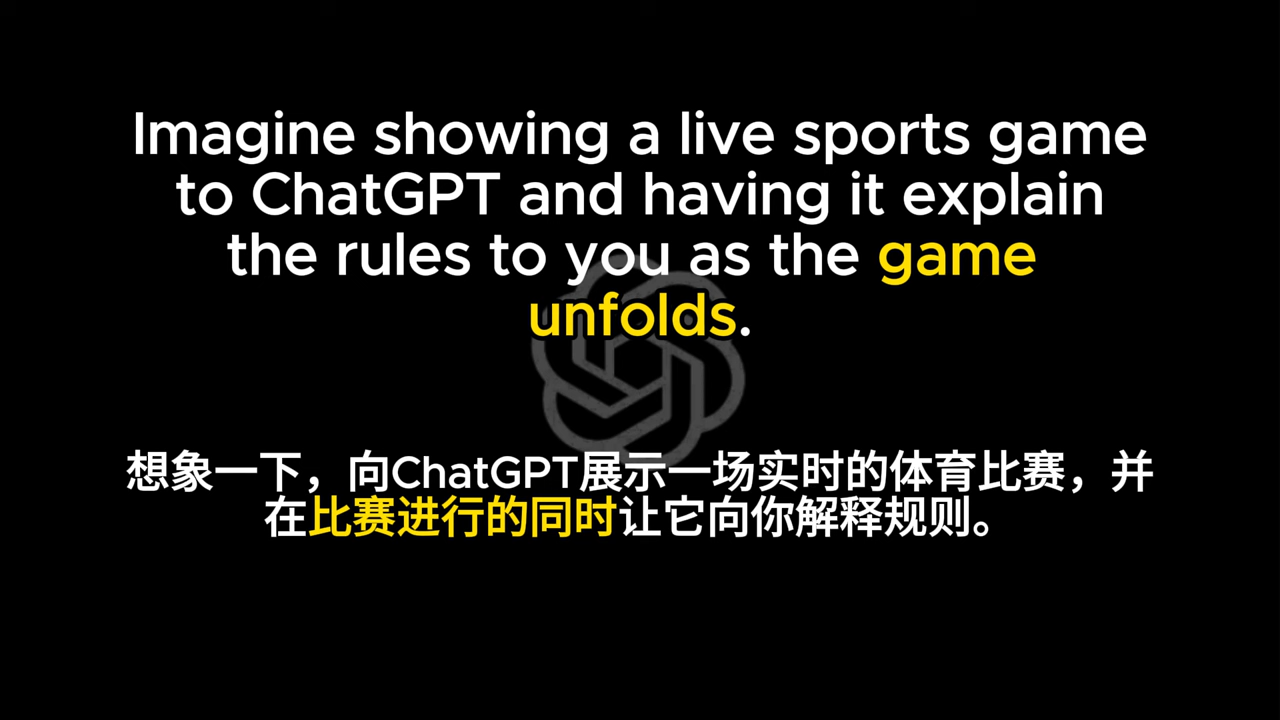 Imagine showing a live sports game
to ChatGPT and having it explain
the rules to you as the game
unfolds.
想象一下，向ChatGPT展示一场实时的体育比赛，并
在比赛进行的同时让它向你解释规则。